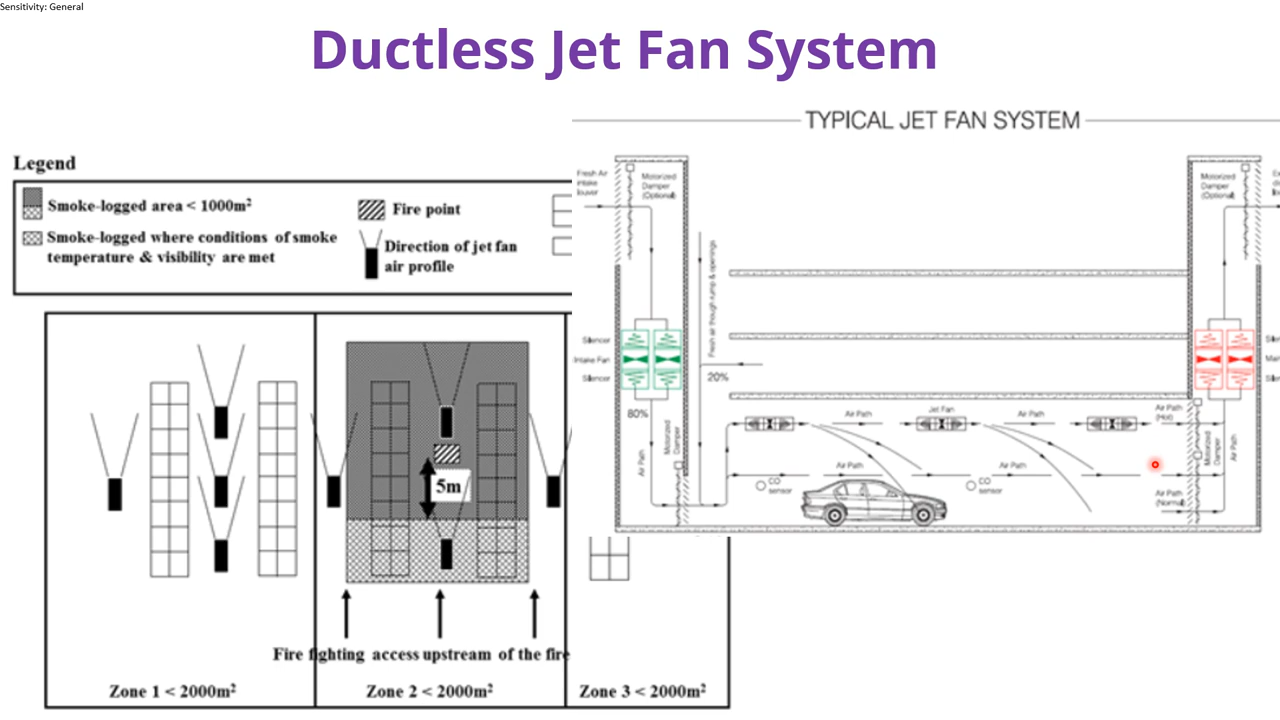 Sensitivity: General
Ductless Jet Fan System
TYPICAL JET FAN SYSTEM
Legend
Smoke-logged area < 1000m²
Smoke-logged where conditions of smoke
temperature & visibility are met
Fire point
Direction of jet fan
air profile
5m
Fire fighting access upstream of the fire
Zone 1 < 2000m²
Zone 2 < 2000m²
Zone 3 < 2000m²
Fresh Air
intake
louver
Motorized
Damper
(Optional)
Fresh air though ramp & openings
Silencer
Intake Fan
Silencer
20%
80%
Air Path
Motorized
Damper
Air Path
Jet Fan
Air Path
Air Path
(Hot)
Air Path
Air Path
CO
sensor
CO
sensor
Air Path
(Normal)
Motorized
Damper
Air Path
Motorized
Damper
(Optional)